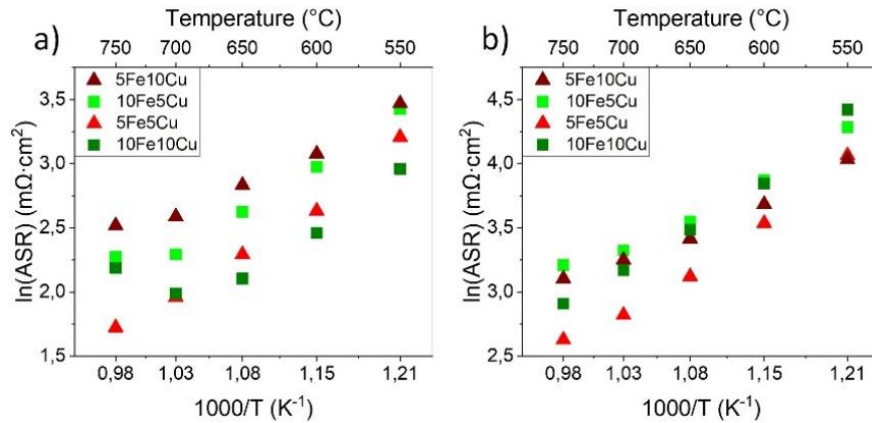 a)
Temperature (°C)
750 700 650 600 550
5Fe10Cu
10Fe5Cu
5Fe5Cu
10Fe10Cu
ln(ASR) (mΩ·cm²)
3,5
3,0
2,5
2,0
1,5
0,98 1,03 1,08 1,15 1,21
1000/T (K⁻¹)
b)
Temperature (°C)
750 700 650 600 550
5Fe10Cu
10Fe5Cu
5Fe5Cu
10Fe10Cu
ln(ASR) (mΩ·cm²)
4,5
4,0
3,5
3,0
2,5
0,98 1,03 1,08 1,15 1,21
1000/T (K⁻¹)